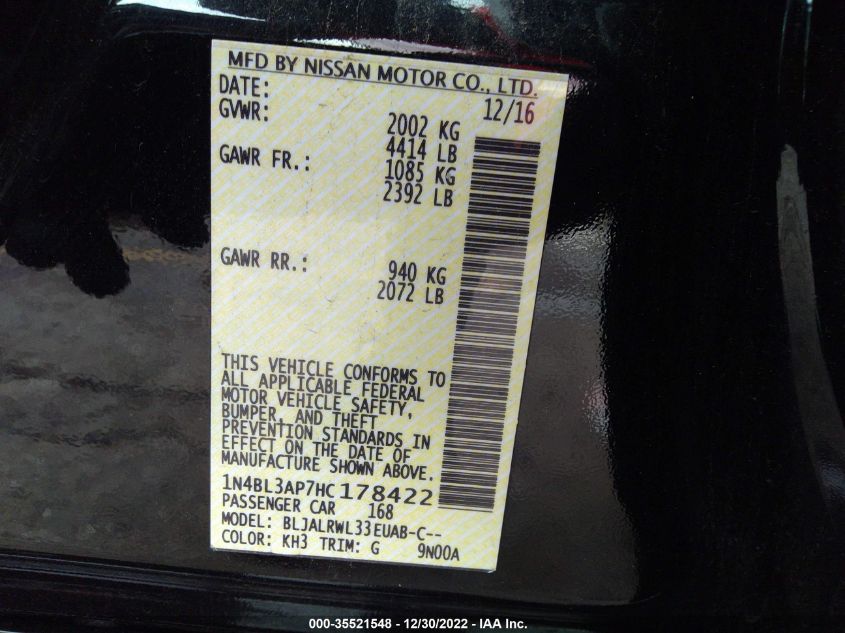 MFD BY NISSAN MOTOR CO., LTD.
DATE: 12/16
GVWR: 2002 KG
4414 LB
GAWR FR.: 1085 KG
2392 LB
GAWR RR.: 940 KG
2072 LB
THIS VEHICLE CONFORMS TO
ALL APPLICABLE FEDERAL
MOTOR VEHICLE SAFETY,
BUMPER, AND THEFT
PREVENTION STANDARDS IN
EFFECT ON THE DATE OF
MANUFACTURE SHOWN ABOVE.
1N4BL3AP7HC178422
PASSENGER CAR 168
MODEL: BLJALRWL33EUAB-C--
COLOR: KH3 TRIM: G 9N00A
000-35521548 - 12/30/2022 - IAA Inc.